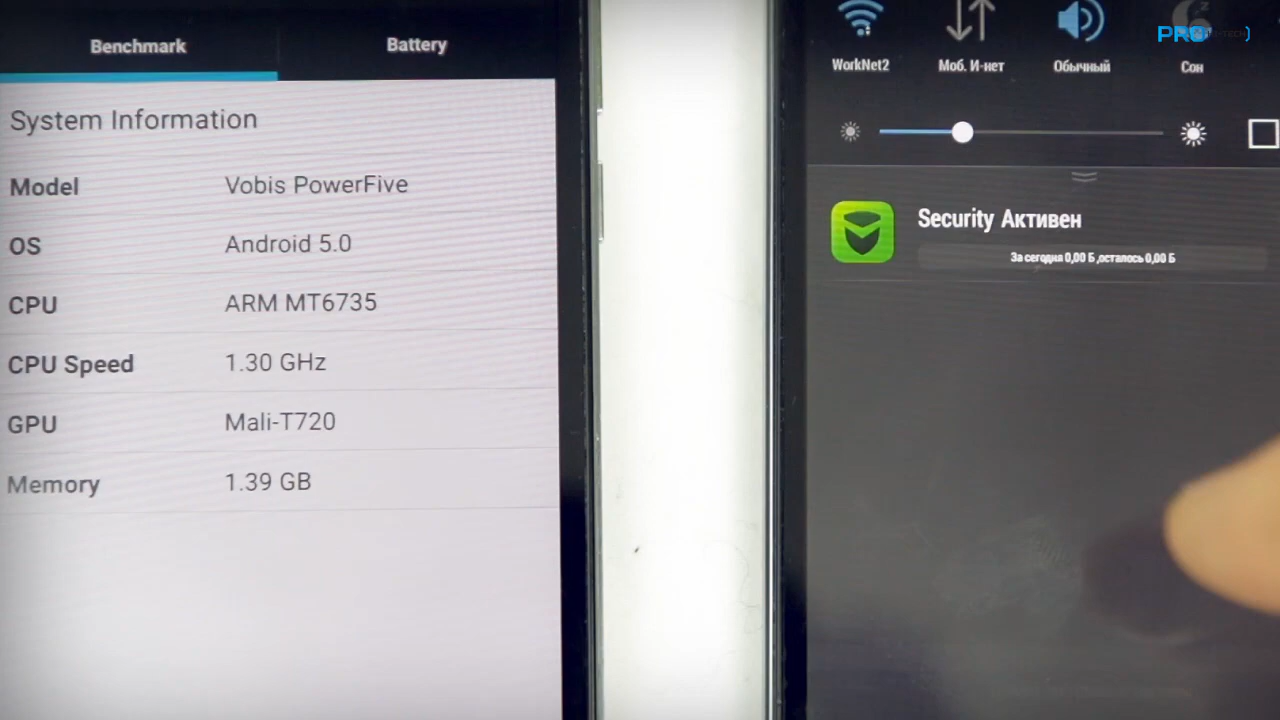 Benchmark
Battery
System Information
Model
Vobis PowerFive
OS
Android 5.0
CPU
ARM MT6735
CPU Speed
1.30 GHz
GPU
Mali-T720
Memory
1.39 GB
WorkNet2
Моб. И-нет
Обычный
Сон
Security Активен
За сегодня 0,00 Б ,осталось 0,00 Б
PRO